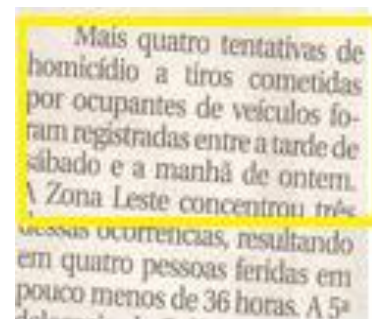 Mais quatro tentativas de
homicídio a tiros cometidas
por ocupantes de veículos fo-
ram registradas entre a tarde de
sábado e a manhã de ontem.
A Zona Leste concentrou três
dessas ocorrências, resultando
em quatro pessoas feridas em
pouco menos de 36 horas. A 5ª